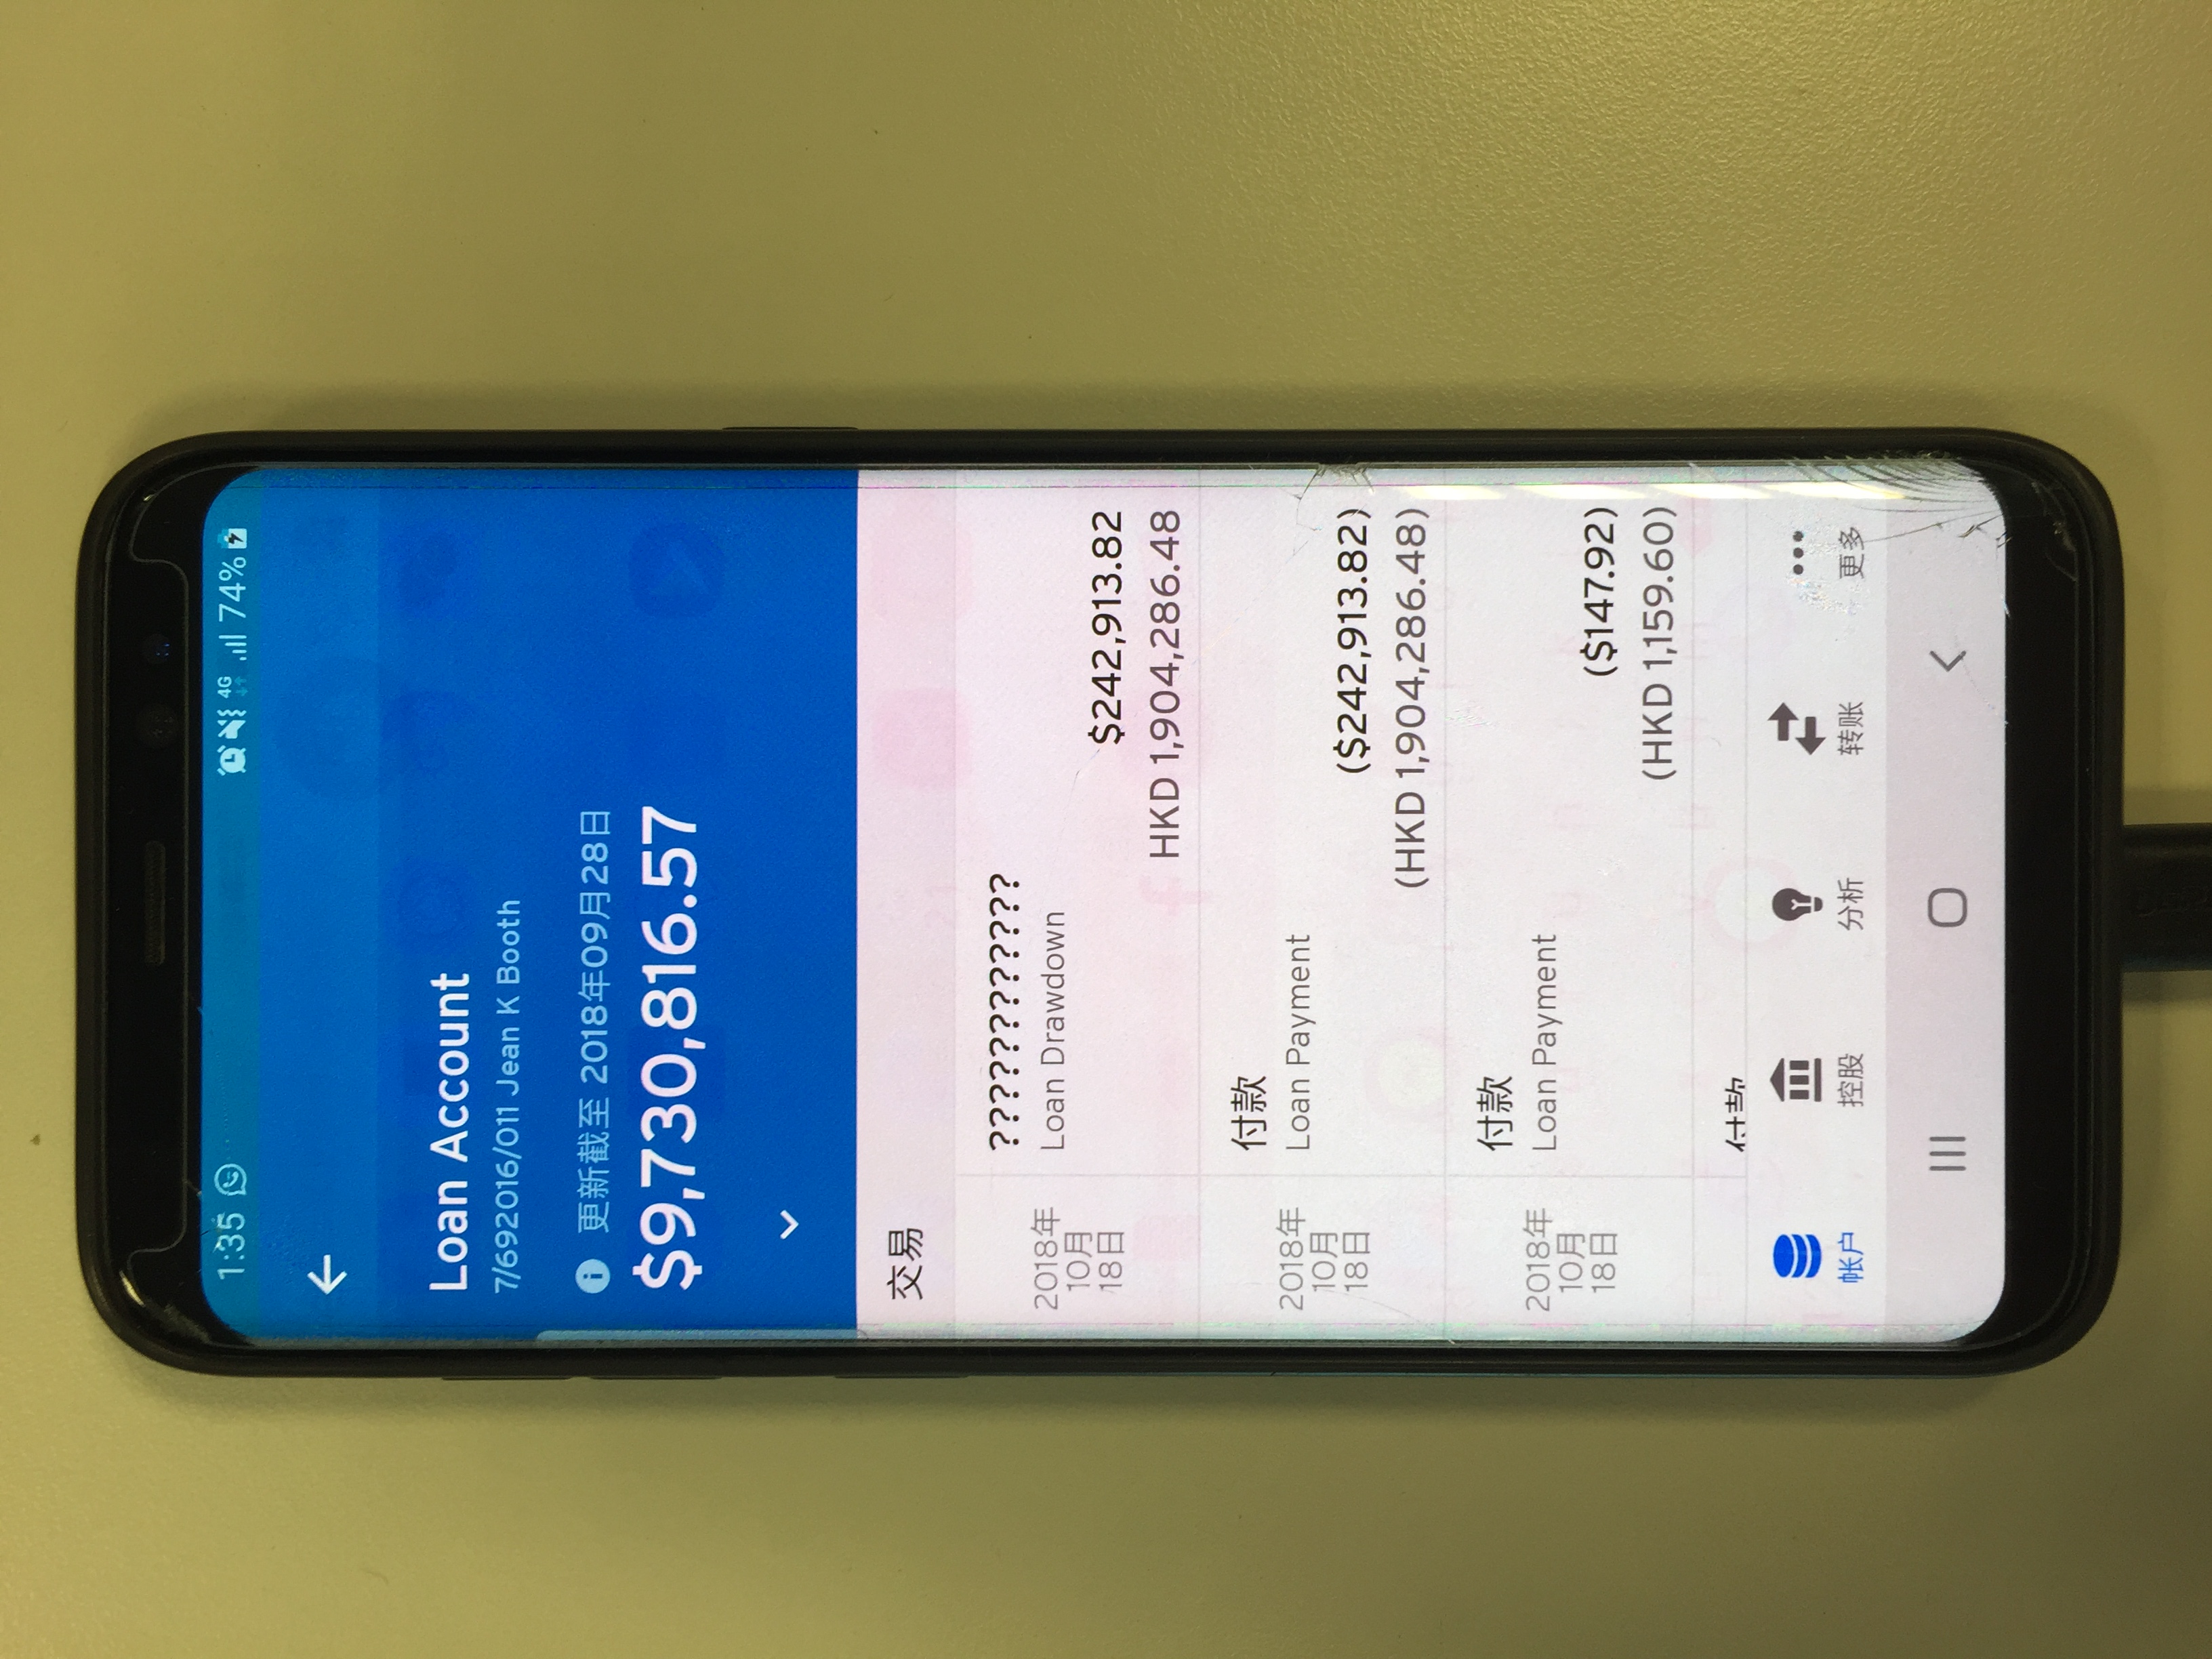 1:35 4G 74%
Loan Account
7/692016/011 Jean K Booth
更新截至 2018年09月28日
$9,730,816.57
交易
2018年
10月
18日
????????????
Loan Drawdown
$242,913.82
HKD 1,904,286.48
2018年
10月
18日
付款
Loan Payment
($242,913.82)
(HKD 1,904,286.48)
2018年
10月
18日
付款
Loan Payment
($147.92)
(HKD 1,159.60)
付款
帐户 控股 分析 转账 更多